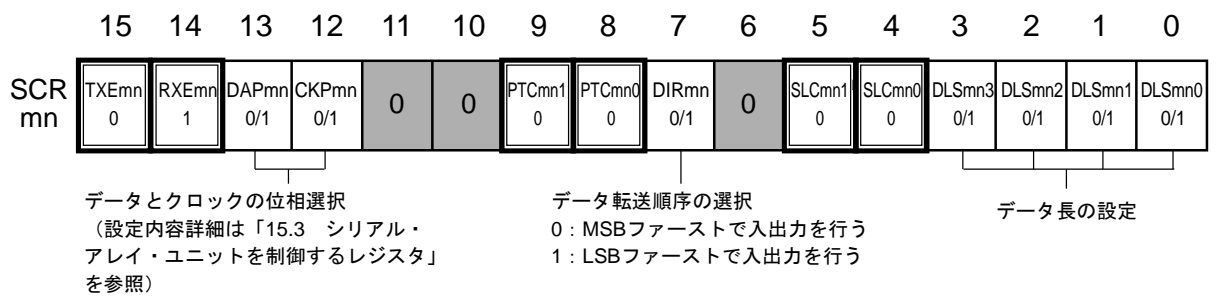 15 14 13 12 11 10 9 8 7 6 5 4 3 2 1 0
SCR
mn
TXEmn RXEmn DAPmn CKPmn 0 0 PTCmn1 PTCmn0 DIRmn 0 SLCmn1 SLCmn0 DLSmn3 DLSmn2 DLSmn1 DLSmn0
0 1 0/1 0/1 0 0 0/1 0 0 0/1 0/1 0/1 0/1
データとクロックの位相選択
（設定内容詳細は「15.3 シリアル・
アレイ・ユニットを制御するレジスタ」
を参照）
データ転送順序の選択
0：MSBファーストで入出力を行う
1：LSBファーストで入出力を行う
データ長の設定